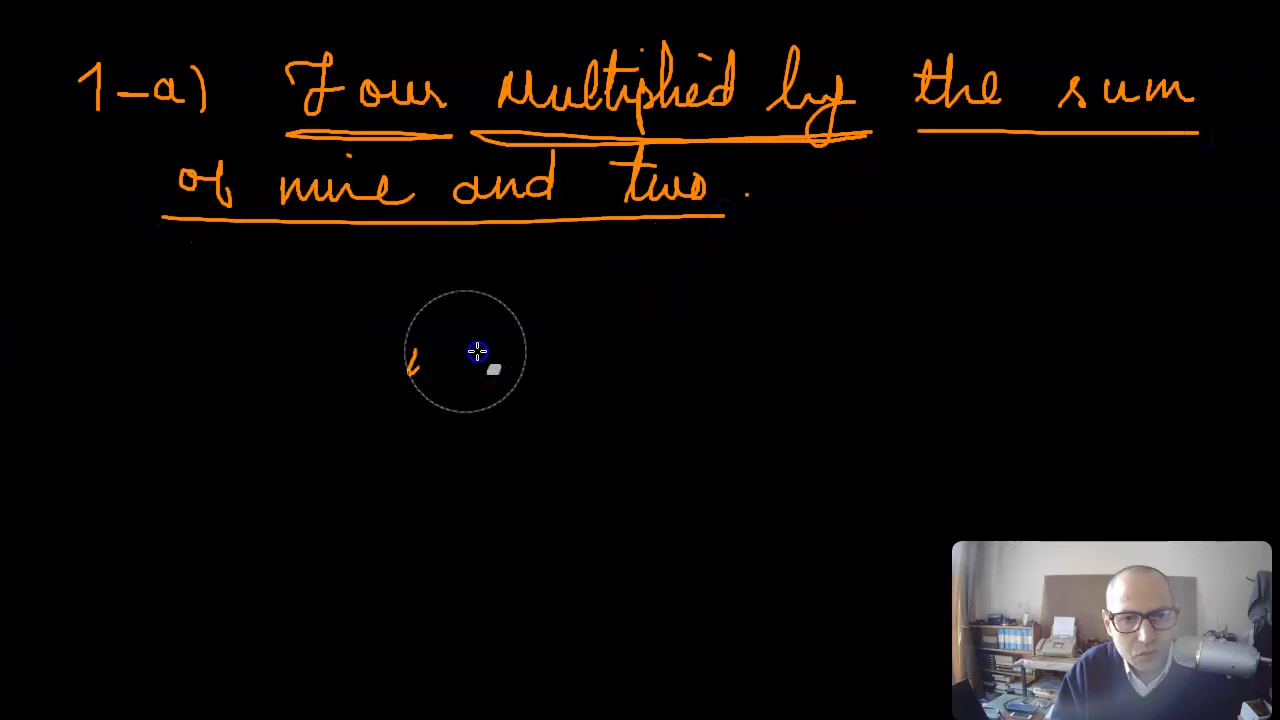 1-a) Four Multiplied by the sum
of nine and two.